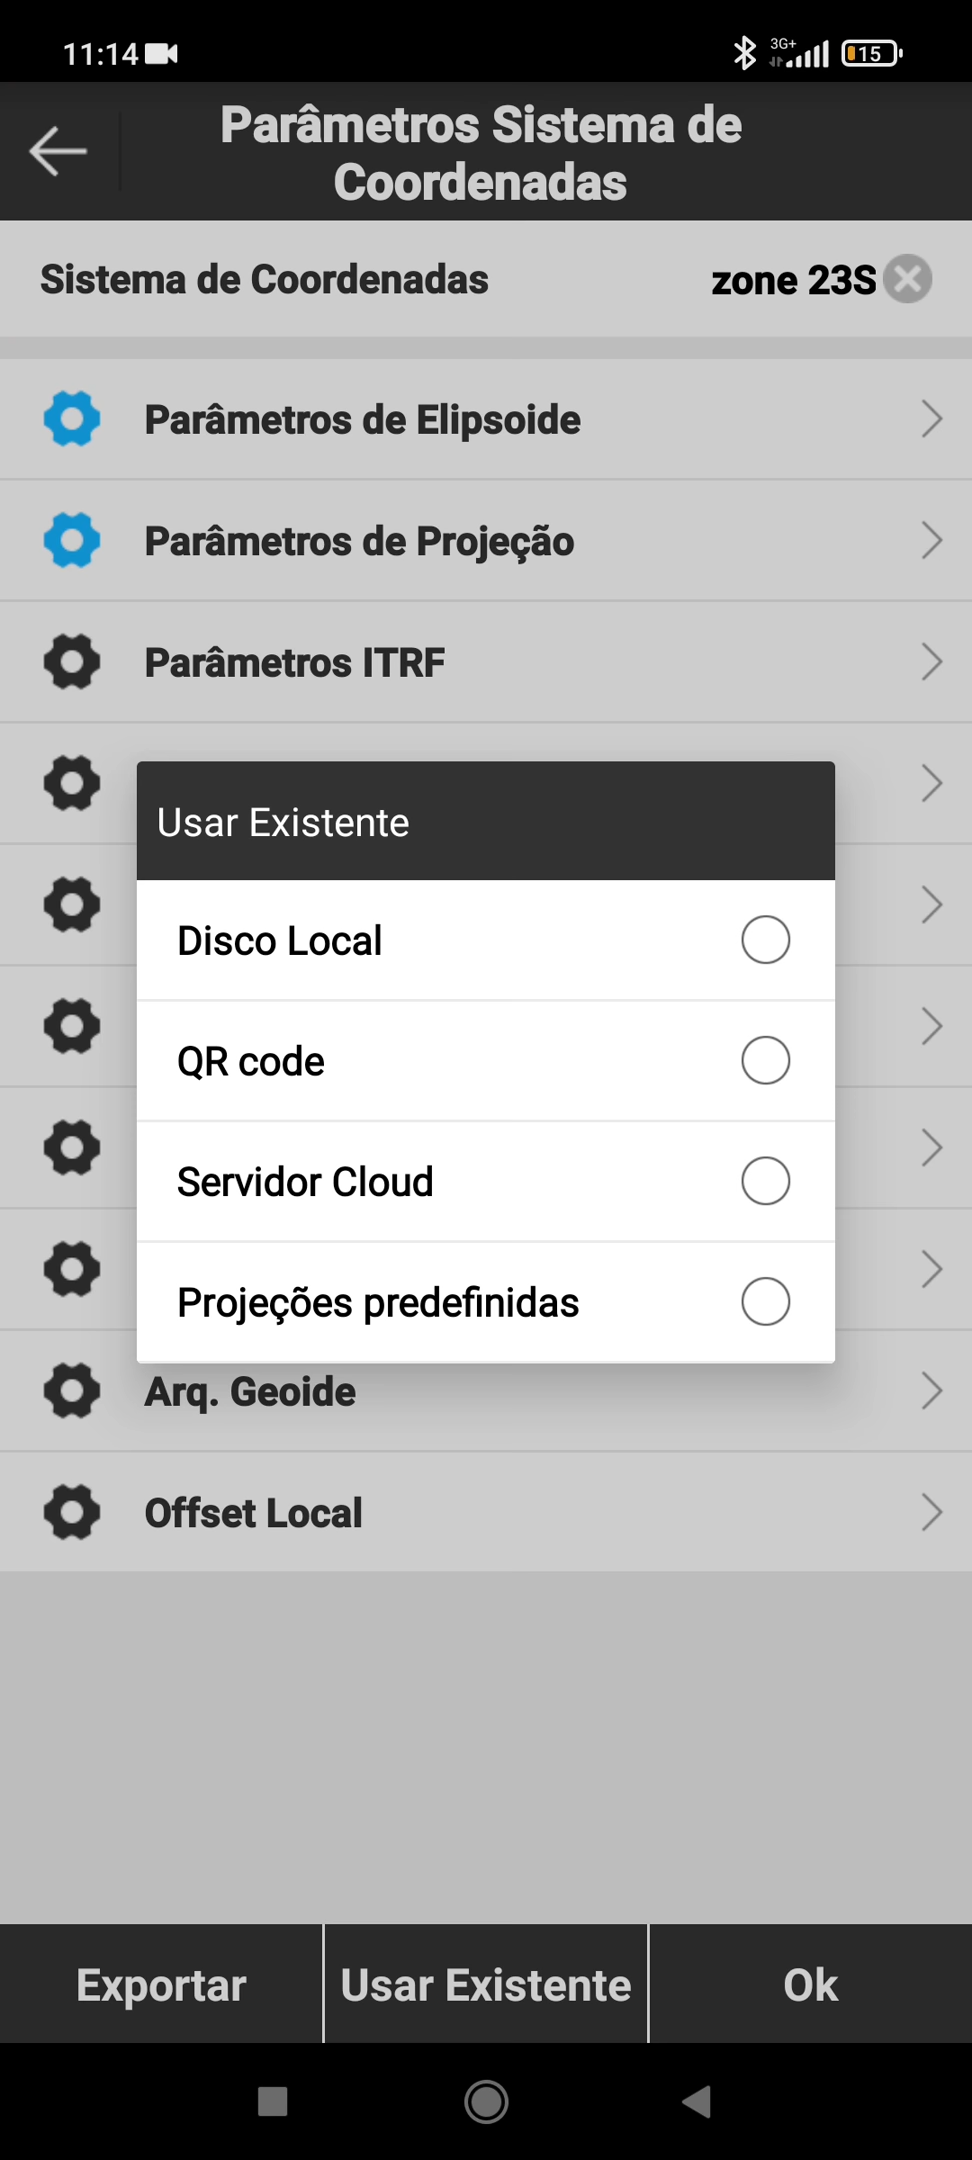 11:14
3G+
15
Parâmetros Sistema de
Coordenadas
Sistema de Coordenadas zone 23S
Parâmetros de Elipsoide
Parâmetros de Projeção
Parâmetros ITRF
Usar Existente
Disco Local
QR code
Servidor Cloud
Projeções predefinidas
Arq. Geoide
Offset Local
Exportar Usar Existente Ok